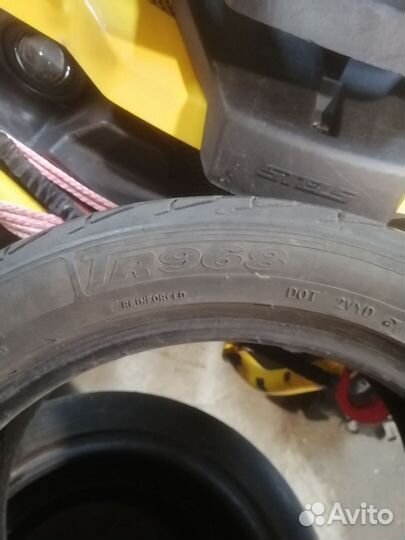 STELS
TR968
REINFORCED
DOT 2VYD
Avito